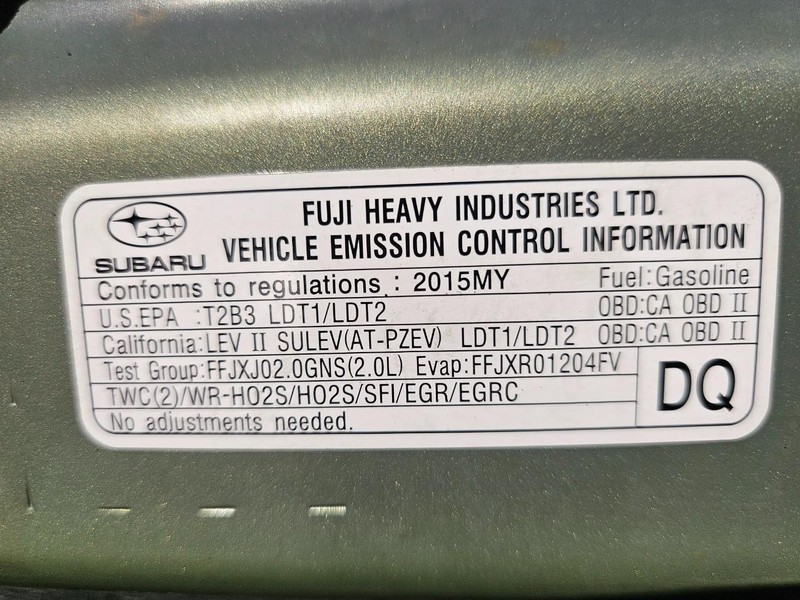 FUJI HEAVY INDUSTRIES LTD.
SUBARU VEHICLE EMISSION CONTROL INFORMATION
Conforms to regulations : 2015MY Fuel:Gasoline
U.S.EPA :T2B3 LDT1/LDT2 OBD:CA OBD II
California:LEV II SULEV(AT-PZEV) LDT1/LDT2 OBD:CA OBD II
Test Group:FFJXJ02.0GNS(2.0L) Evap:FFJXR01204FV
TWC(2)/WR-HO2S/HO2S/SFI/EGR/EGRC DQ
No adjustments needed.